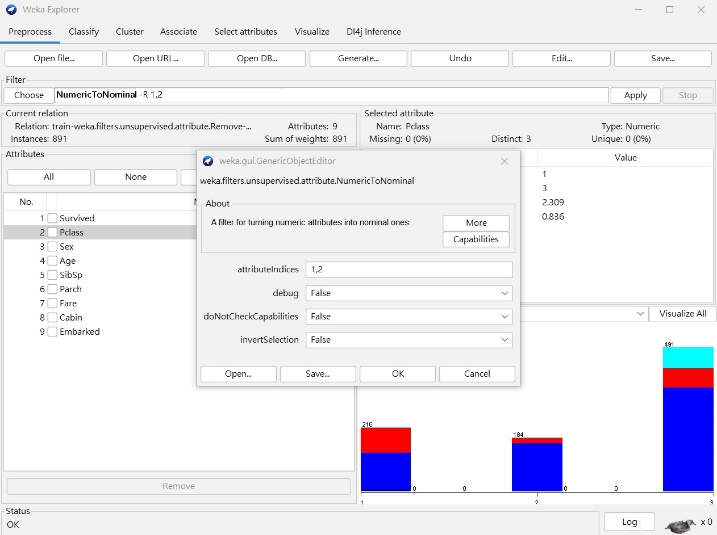 Weka Explorer
Preprocess Classify Cluster Associate Select attributes Visualize Dl4j Inference
Open file... Open URL... Open DB... Generate... Undo Edit... Save...
Filter
Choose NumericToNominal -R 1,2 Apply Stop
Current relation
Relation: train-weka.filters.unsupervised.attribute.Remove-... Attributes: 9
Instances: 891 Sum of weights: 891
Selected attribute
Name: Pclass Type: Numeric
Missing: 0 (0%) Distinct: 3 Unique: 0 (0%)
Attributes
All None
No.
1 Survived
2 Pclass
3 Sex
4 Age
5 SibSp
6 Parch
7 Fare
8 Cabin
9 Embarked
Remove
Value
1
3
2.309
0.836
weka.gui.GenericObjectEditor
weka.filters.unsupervised.attribute.NumericToNominal
About
A filter for turning numeric attributes into nominal ones.
More
Capabilities
attributeIndices 1,2
debug False
doNotCheckCapabilities False
invertSelection False
Open... Save... OK Cancel
Visualize All
491
216
184
0 0 0 0
1 2 3
Status
OK
Log x 0